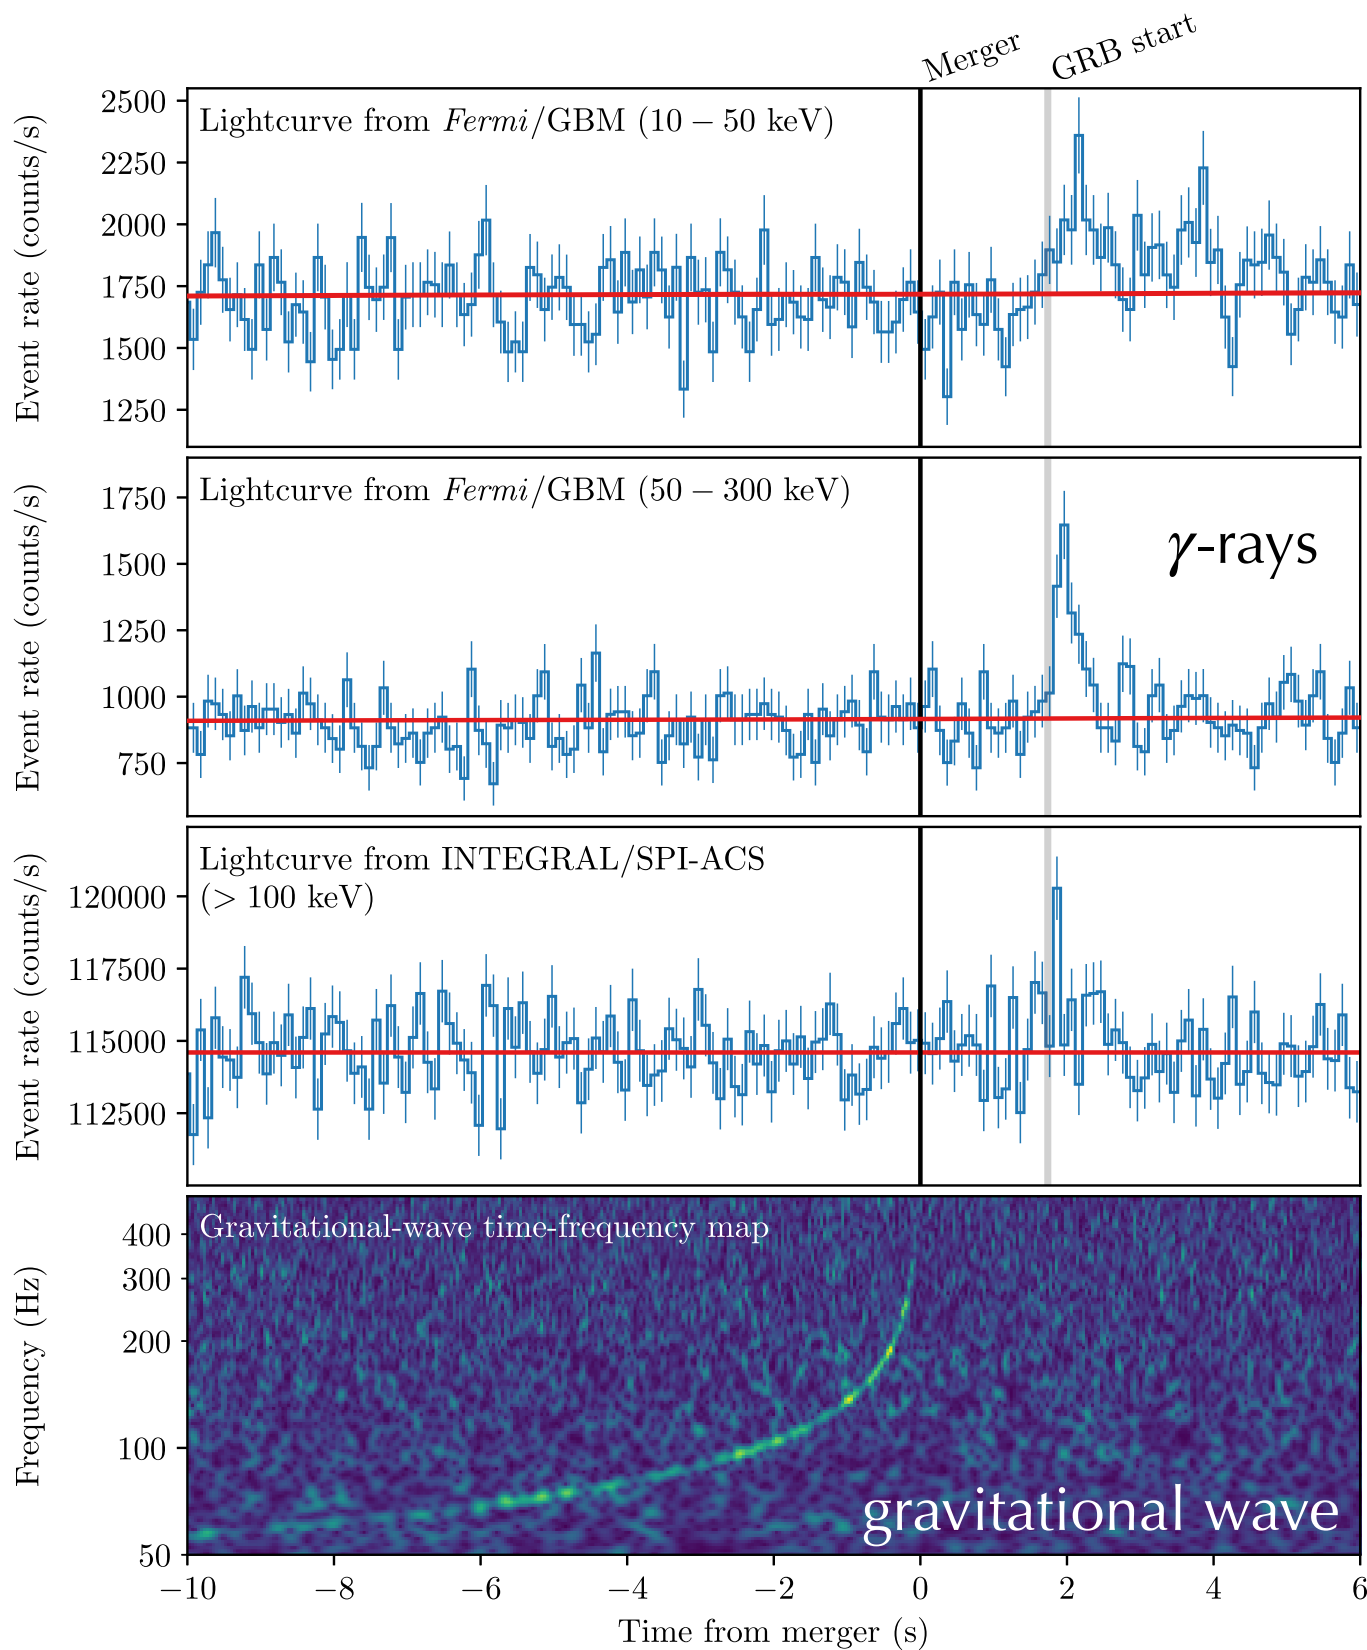 Merger
GRB start
Lightcurve from Fermi/GBM (10 − 50 keV)
Event rate (counts/s)
2500
2250
2000
1750
1500
1250
Lightcurve from Fermi/GBM (50 − 300 keV)
γ-rays
Event rate (counts/s)
1750
1500
1250
1000
750
Lightcurve from INTEGRAL/SPI-ACS
(> 100 keV)
Event rate (counts/s)
120000
117500
115000
112500
Gravitational-wave time-frequency map
gravitational wave
Frequency (Hz)
400
300
200
100
50
−10 −8 −6 −4 −2 0 2 4 6
Time from merger (s)